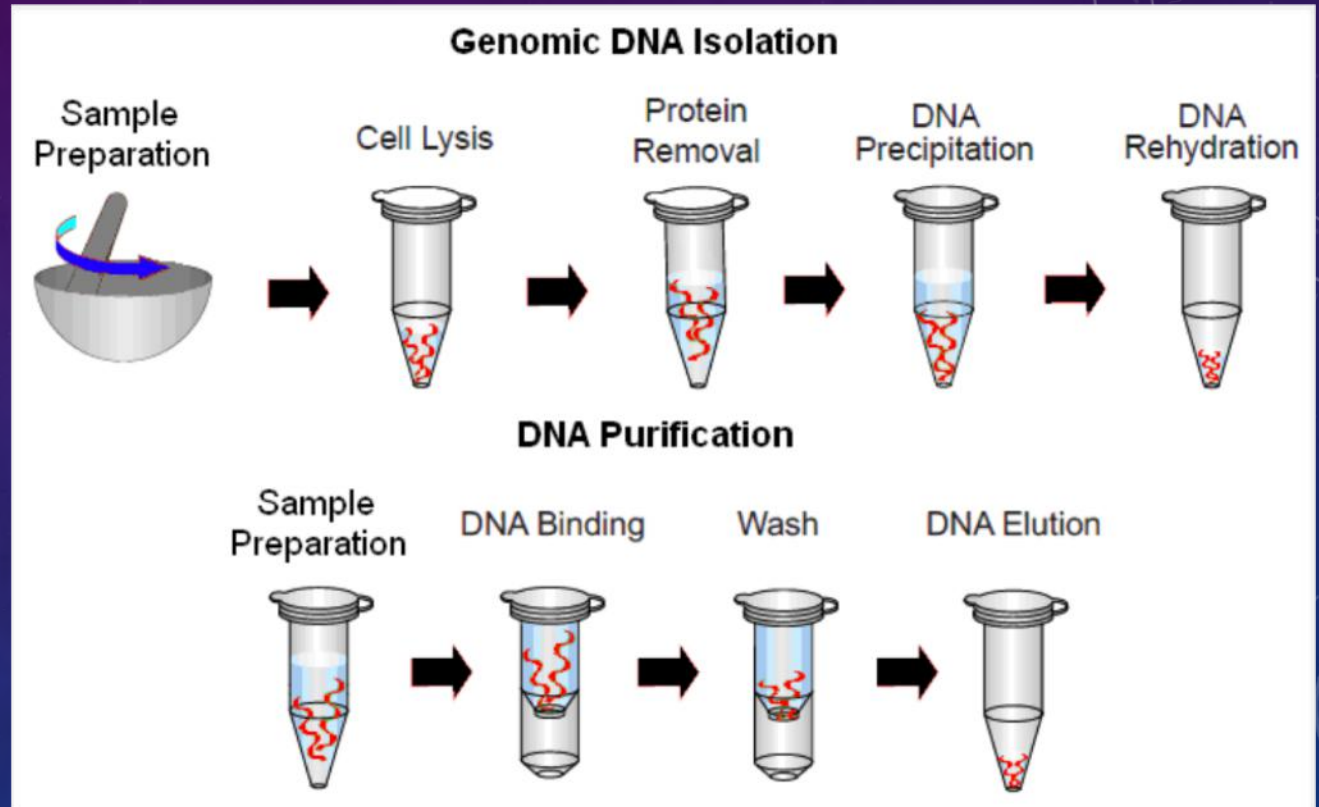 Genomic DNA Isolation
Sample
Preparation
Cell Lysis
Protein
Removal
DNA
Precipitation
DNA
Rehydration
DNA Purification
Sample
Preparation
DNA Binding
Wash
DNA Elution